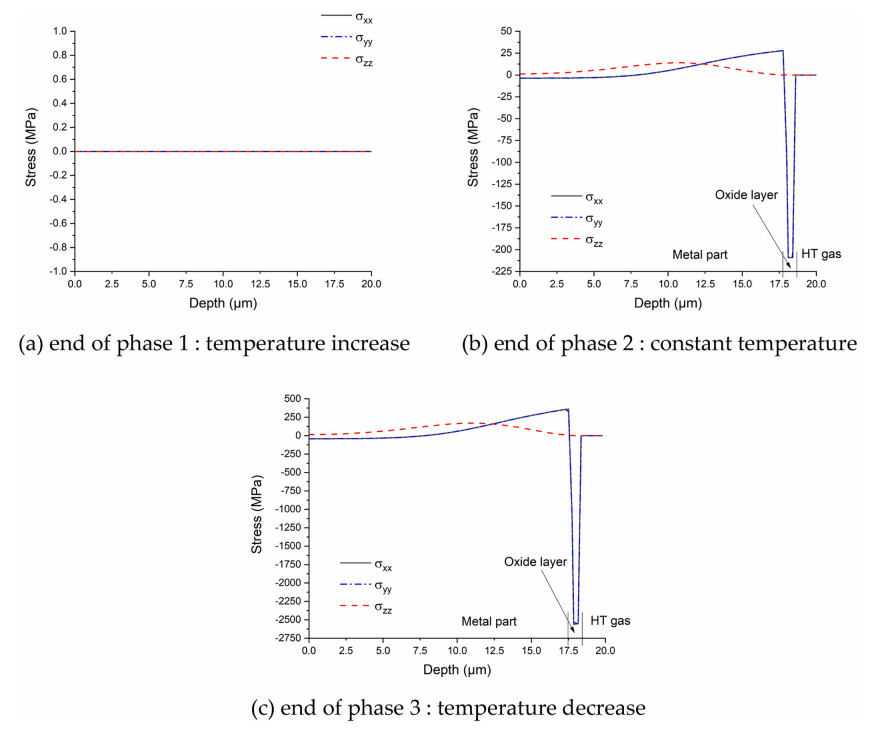 1.0
0.8
0.6
0.4
0.2
0.0
-0.2
-0.4
-0.6
-0.8
-1.0
Stress (MPa)
0.0 2.5 5.0 7.5 10.0 12.5 15.0 17.5 20.0
Depth (µm)
σxx
σyy
σzz
(a) end of phase 1 : temperature increase
50
25
0
-25
-50
-75
-100
-125
-150
-175
-200
-225
Stress (MPa)
σxx
σyy
σzz
Oxide layer
Metal part
HT gas
0.0 2.5 5.0 7.5 10.0 12.5 15.0 17.5 20.0
Depth (µm)
(b) end of phase 2 : constant temperature
500
250
0
-250
-500
-750
-1000
-1250
-1500
-1750
-2000
-2250
-2500
-2750
Stress (MPa)
σxx
σyy
σzz
Oxide layer
Metal part
HT gas
0.0 2.5 5.0 7.5 10.0 12.5 15.0 17.5 20.0
Depth (µm)
(c) end of phase 3 : temperature decrease